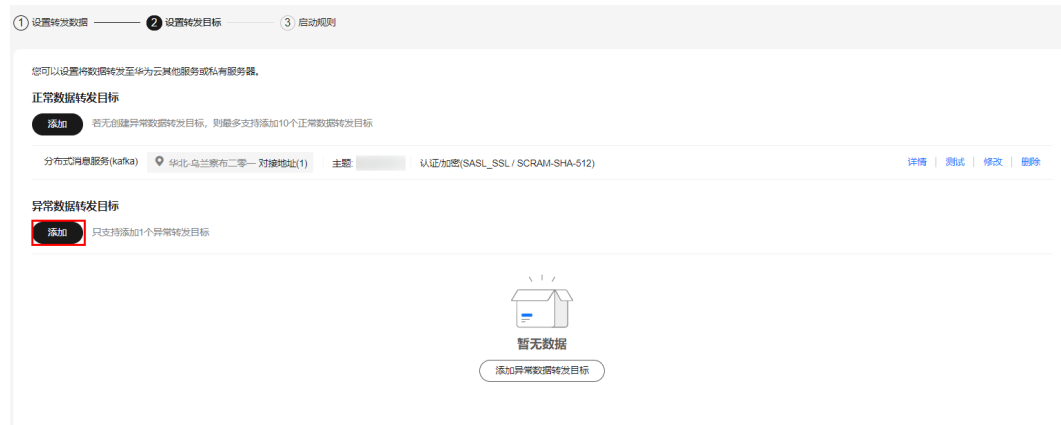 1 设置转发数据 2 设置转发目标 3 启动规则
您可以设置将数据转发至华为云其他服务或私有服务器。
正常数据转发目标
添加 若无创建异常数据转发目标，则最多支持添加10个正常数据转发目标
分布式消息服务(kafka) 华北-乌兰察布二零一 对接地址(1) 主题: 认证/加密(SASL_SSL / SCRAM-SHA-512) 详情 | 测试 | 修改 | 删除
异常数据转发目标
添加 只支持添加1个异常转发目标
暂无数据
添加异常数据转发目标